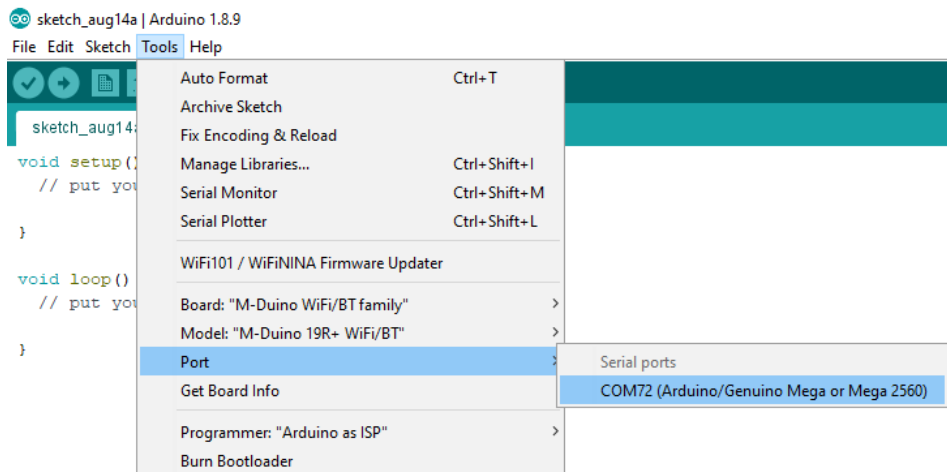 sketch_aug14a | Arduino 1.8.9
File Edit Sketch Tools Help
sketch_aug14a
void setup()
// put you
}
void loop()
// put you
}
Auto Format Ctrl+T
Archive Sketch
Fix Encoding & Reload
Manage Libraries... Ctrl+Shift+I
Serial Monitor Ctrl+Shift+M
Serial Plotter Ctrl+Shift+L
WiFi101 / WiFiNINA Firmware Updater
Board: "M-Duino WiFi/BT family"
Model: "M-Duino 19R+ WiFi/BT"
Port
Get Board Info
Programmer: "Arduino as ISP"
Burn Bootloader
Serial ports
COM72 (Arduino/Genuino Mega or Mega 2560)